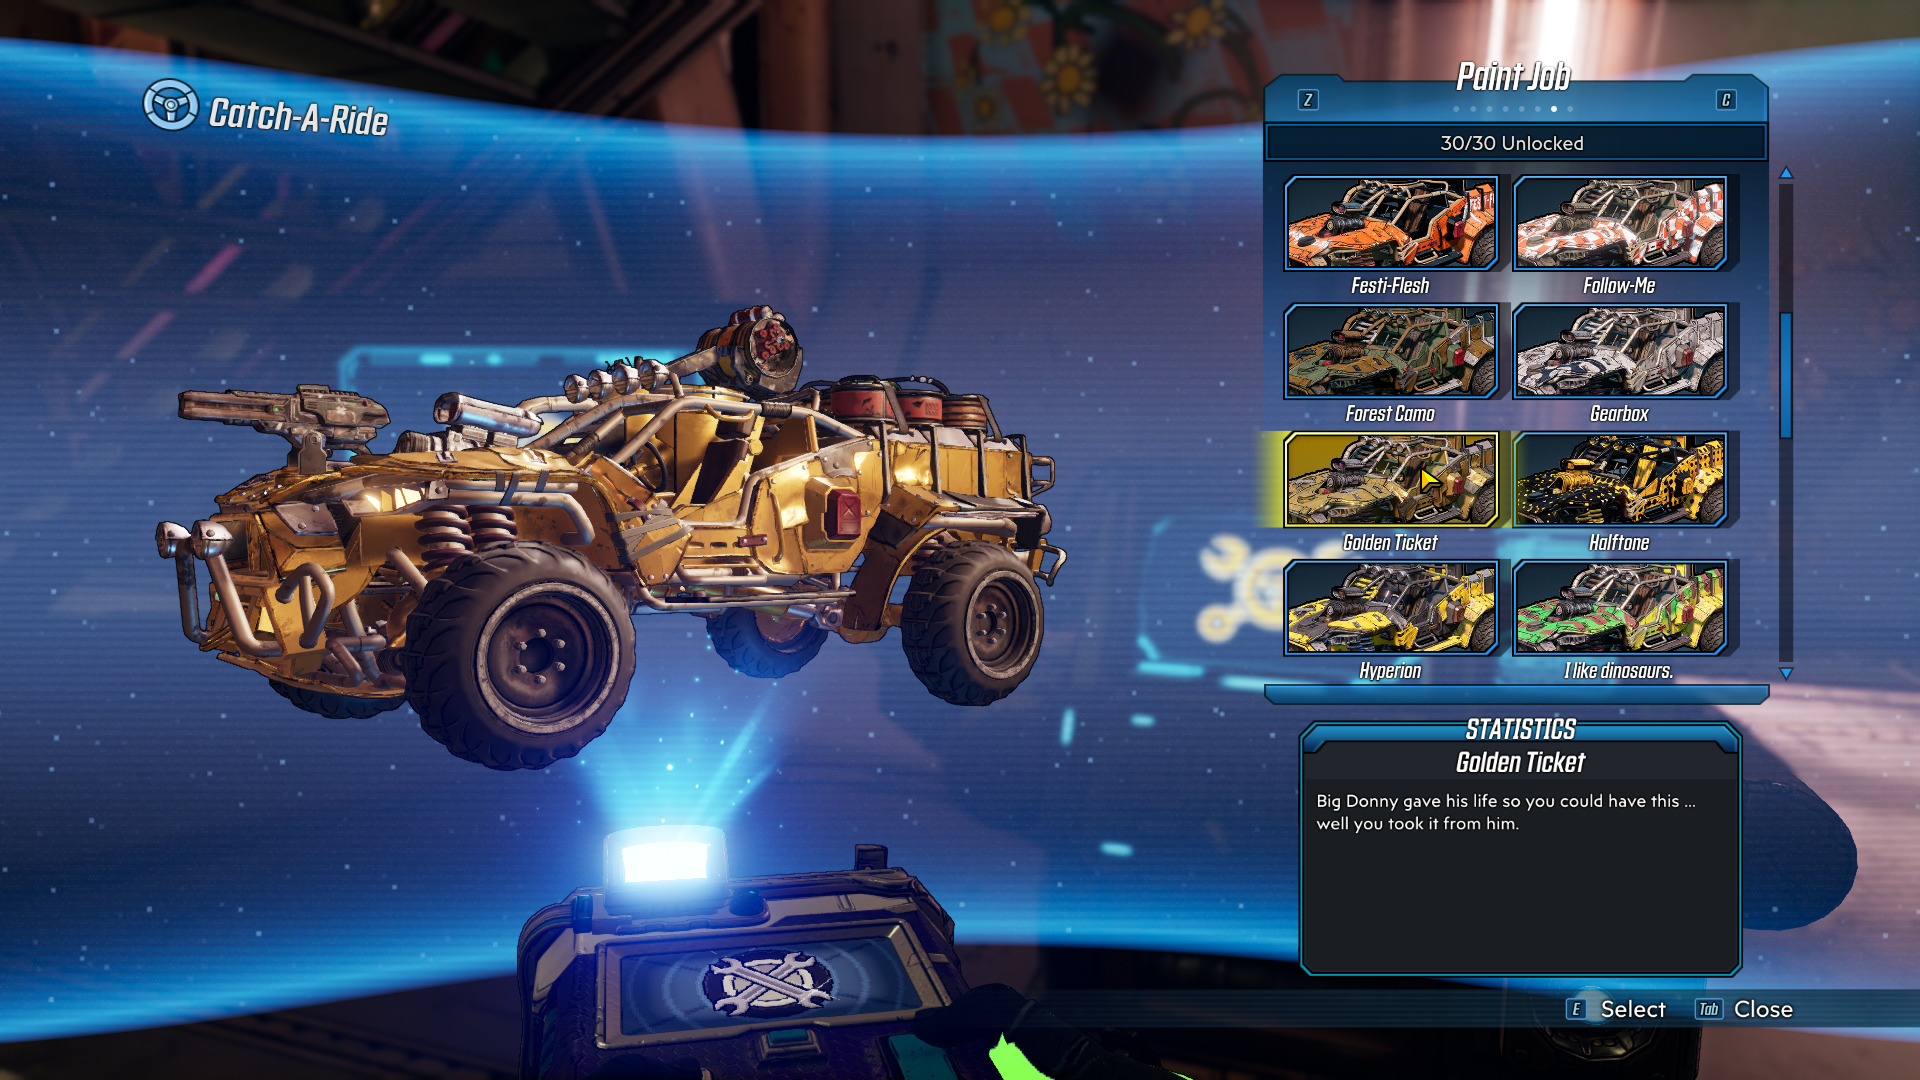 Catch-A-Ride
Paint Job
Z
C
30/30 Unlocked
Festi-Flesh
Follow-Me
Forest Camo
Gearbox
Golden Ticket
Halftone
Hyperion
I like dinosaurs.
STATISTICS
Golden Ticket
Big Donny gave his life so you could have this ...
well you took it from him.
E Select Tab Close